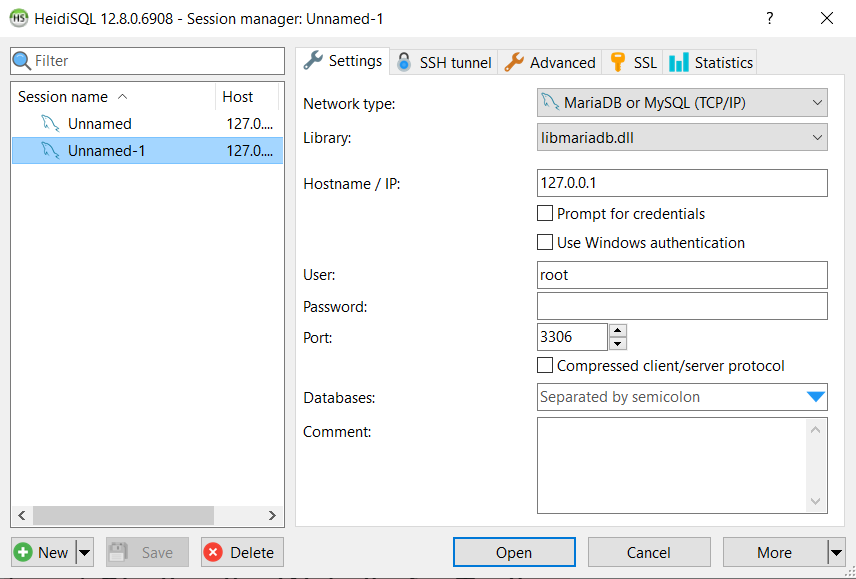 HS HeidiSQL 12.8.0.6908 - Session manager: Unnamed-1 ?
Filter
Session name Host
Unnamed 127.0....
Unnamed-1 127.0....
New Save Delete
Settings SSH tunnel Advanced SSL Statistics
Network type: MariaDB or MySQL (TCP/IP)
Library: libmariadb.dll
Hostname / IP: 127.0.0.1
Prompt for credentials
Use Windows authentication
User: root
Password:
Port: 3306
Compressed client/server protocol
Databases: Separated by semicolon
Comment:
Open Cancel More